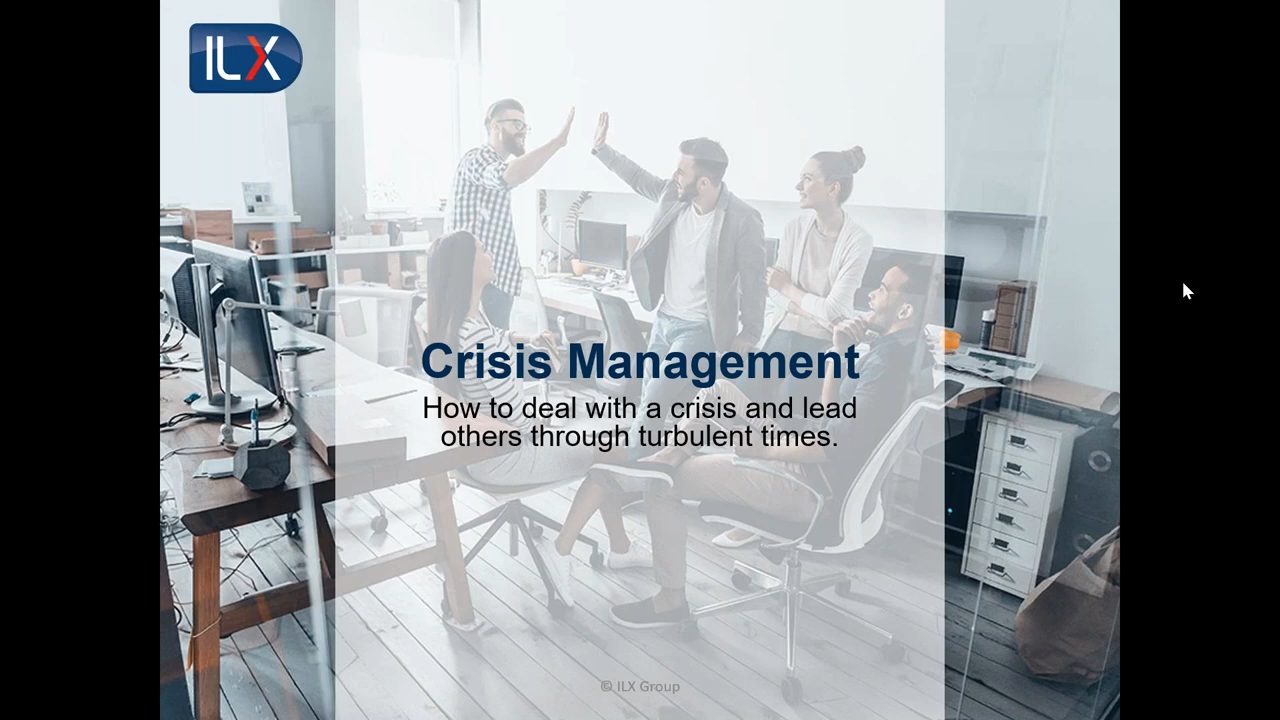 ILX
Crisis Management
How to deal with a crisis and lead
others through turbulent times.
© ILX Group